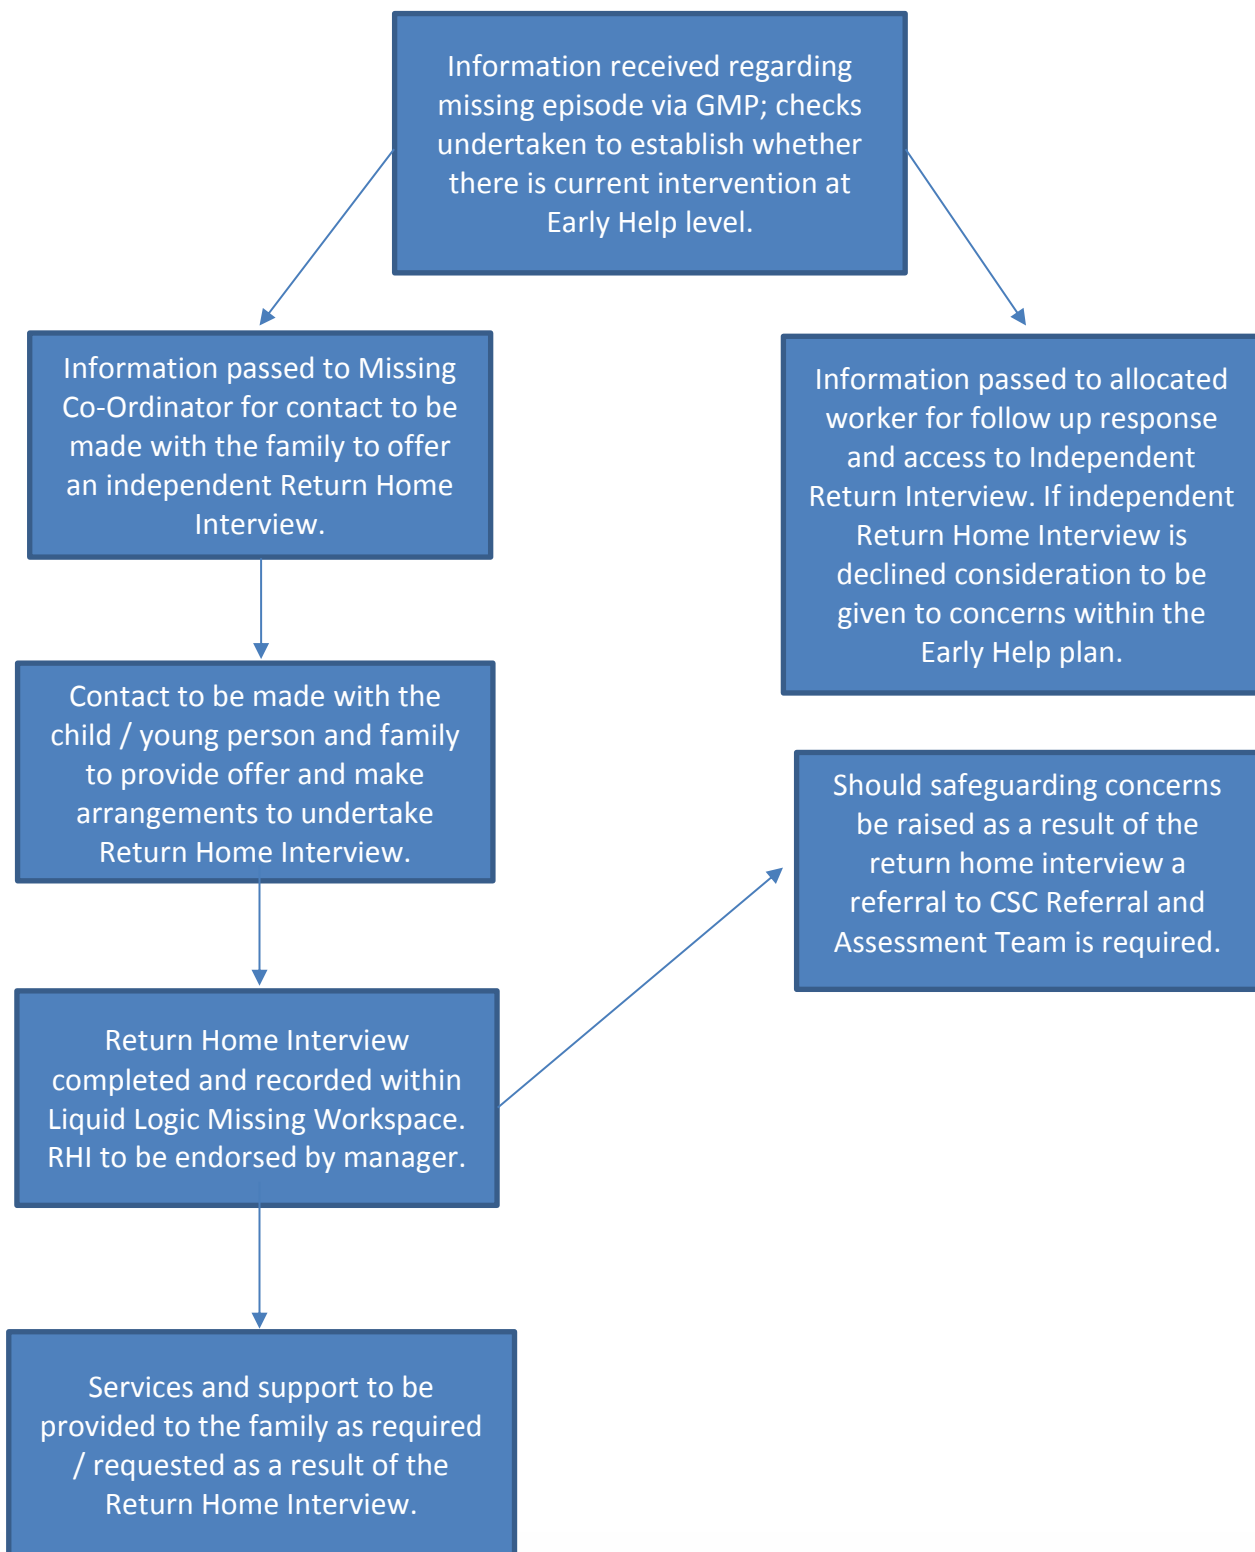 Information received regarding
missing episode via GMP; checks
undertaken to establish whether
there is current intervention at
Early Help level.
Information passed to Missing
Co-Ordinator for contact to be
made with the family to offer
an independent Return Home
Interview.
Information passed to allocated
worker for follow up response
and access to Independent
Return Interview. If independent
Return Home Interview is
declined consideration to be
given to concerns within the
Early Help plan.
Contact to be made with the
child / young person and family
to provide offer and make
arrangements to undertake
Return Home Interview.
Should safeguarding concerns
be raised as a result of the
return home interview a
referral to CSC Referral and
Assessment Team is required.
Return Home Interview
completed and recorded within
Liquid Logic Missing Workspace.
RHI to be endorsed by manager.
Services and support to be
provided to the family as required
/ requested as a result of the
Return Home Interview.